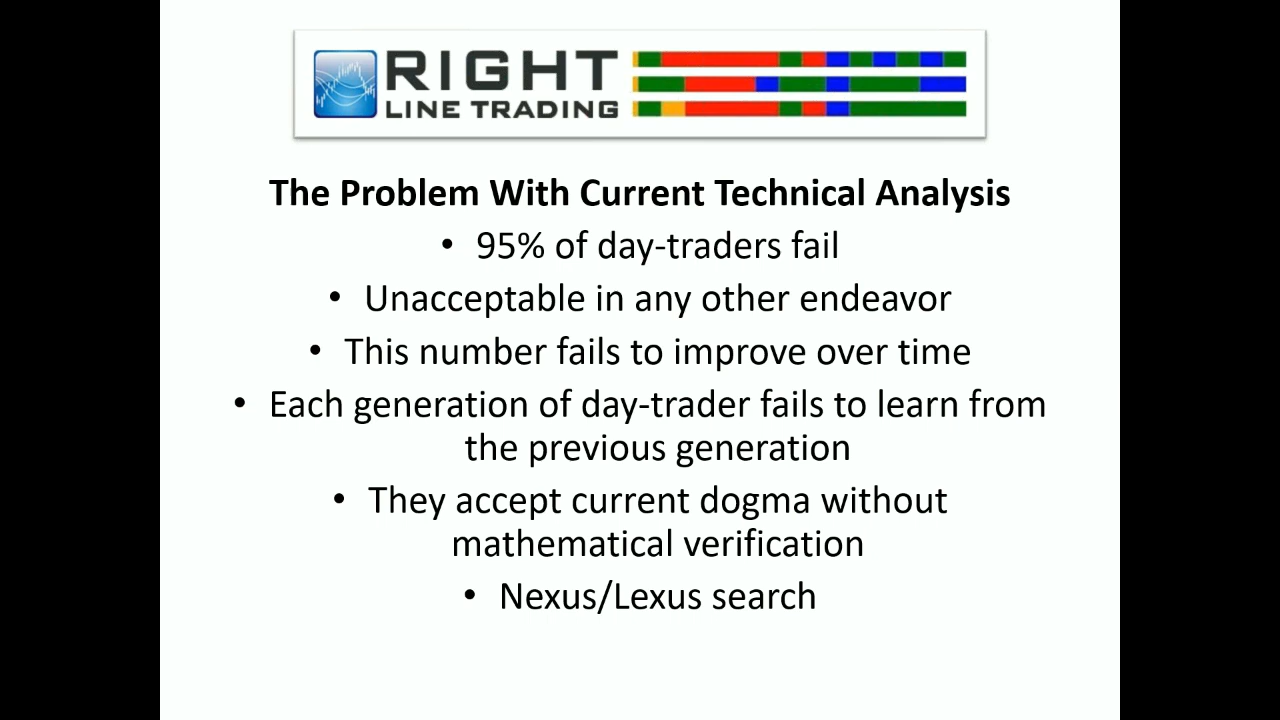 RIGHT
LINE TRADING
The Problem With Current Technical Analysis
• 95% of day-traders fail
• Unacceptable in any other endeavor
• This number fails to improve over time
• Each generation of day-trader fails to learn from
the previous generation
• They accept current dogma without
mathematical verification
• Nexus/Lexus search